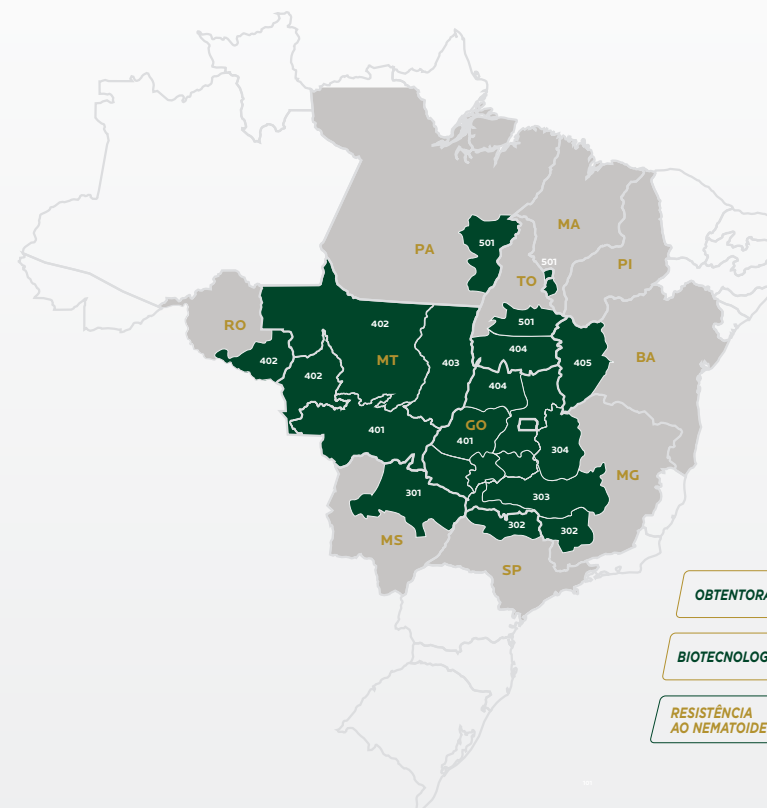 MA
501
PA
501
PI
TO
501
402
RO
404
BA
402
MT
403
405
402
404
GO
401
401
304
MG
301
303
302
302
MS
SP
OBTENTORA
BIOTECNOLOG
RESISTÊNCIA
AO NEMATOIDE